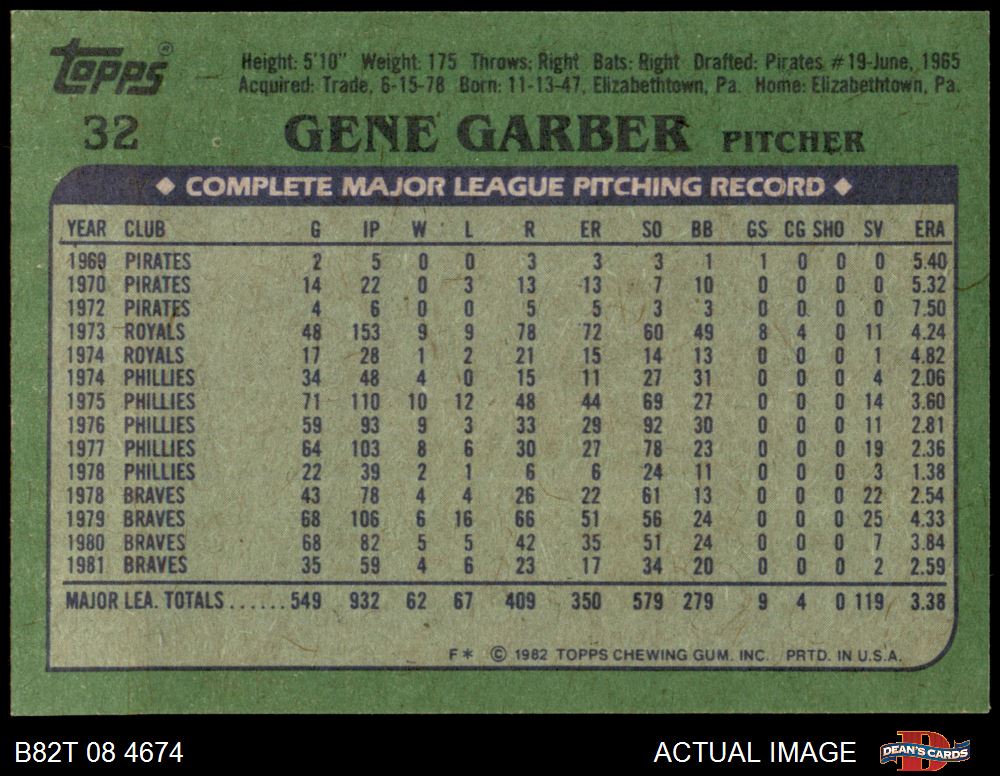 Topps®
Height: 5'10" Weight: 175 Throws: Right Bats: Right Drafted: Pirates #19-June, 1965
Acquired: Trade, 6-15-78 Born: 11-13-47, Elizabethtown, Pa. Home: Elizabethtown, Pa.
32 GENE GARBER PITCHER
◆ COMPLETE MAJOR LEAGUE PITCHING RECORD ◆
YEAR CLUB G IP W L R ER SO BB GS CG SHO SV ERA
1969 PIRATES 2 5 0 0 3 3 3 1 1 0 0 0 5.40
1970 PIRATES 14 22 0 3 13 13 7 10 0 0 0 0 5.32
1972 PIRATES 4 6 0 0 5 5 3 3 0 0 0 0 7.50
1973 ROYALS 48 153 9 9 78 72 60 49 8 4 0 11 4.24
1974 ROYALS 17 28 1 2 21 15 14 13 0 0 0 1 4.82
1974 PHILLIES 34 48 4 0 15 11 27 31 0 0 0 4 2.06
1975 PHILLIES 71 110 10 12 48 44 69 27 0 0 0 14 3.60
1976 PHILLIES 59 93 9 3 33 29 92 30 0 0 0 11 2.81
1977 PHILLIES 64 103 8 6 30 27 78 23 0 0 0 19 2.36
1978 PHILLIES 22 39 2 1 6 6 24 11 0 0 0 3 1.38
1978 BRAVES 43 78 4 4 26 22 61 13 0 0 0 22 2.54
1979 BRAVES 68 106 6 16 66 51 56 24 0 0 0 25 4.33
1980 BRAVES 68 82 5 5 42 35 51 24 0 0 0 7 3.84
1981 BRAVES 35 59 4 6 23 17 34 20 0 0 0 2 2.59
MAJOR LEA. TOTALS......549 932 62 67 409 350 579 279 9 4 0 119 3.38
F* © 1982 TOPPS CHEWING GUM. INC. PRTD. IN U.S.A.
B82T 08 4674 ACTUAL IMAGE DEAN'S CARDS